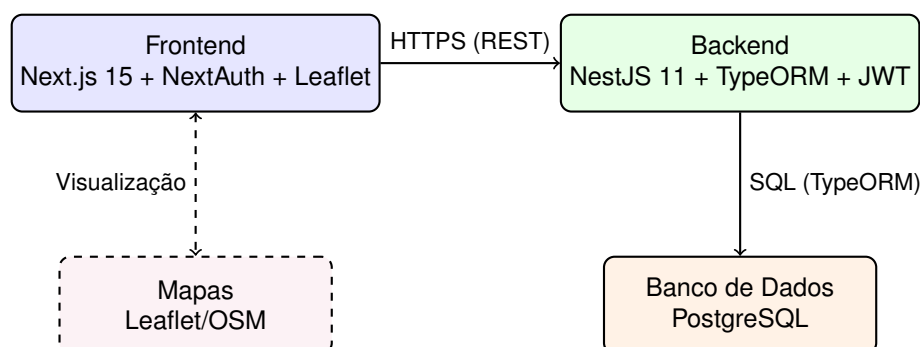 Frontend
Next.js 15 + NextAuth + Leaflet
HTTPS (REST)
Backend
NestJS 11 + TypeORM + JWT
Visualização
SQL (TypeORM)
Mapas
Leaflet/OSM
Banco de Dados
PostgreSQL